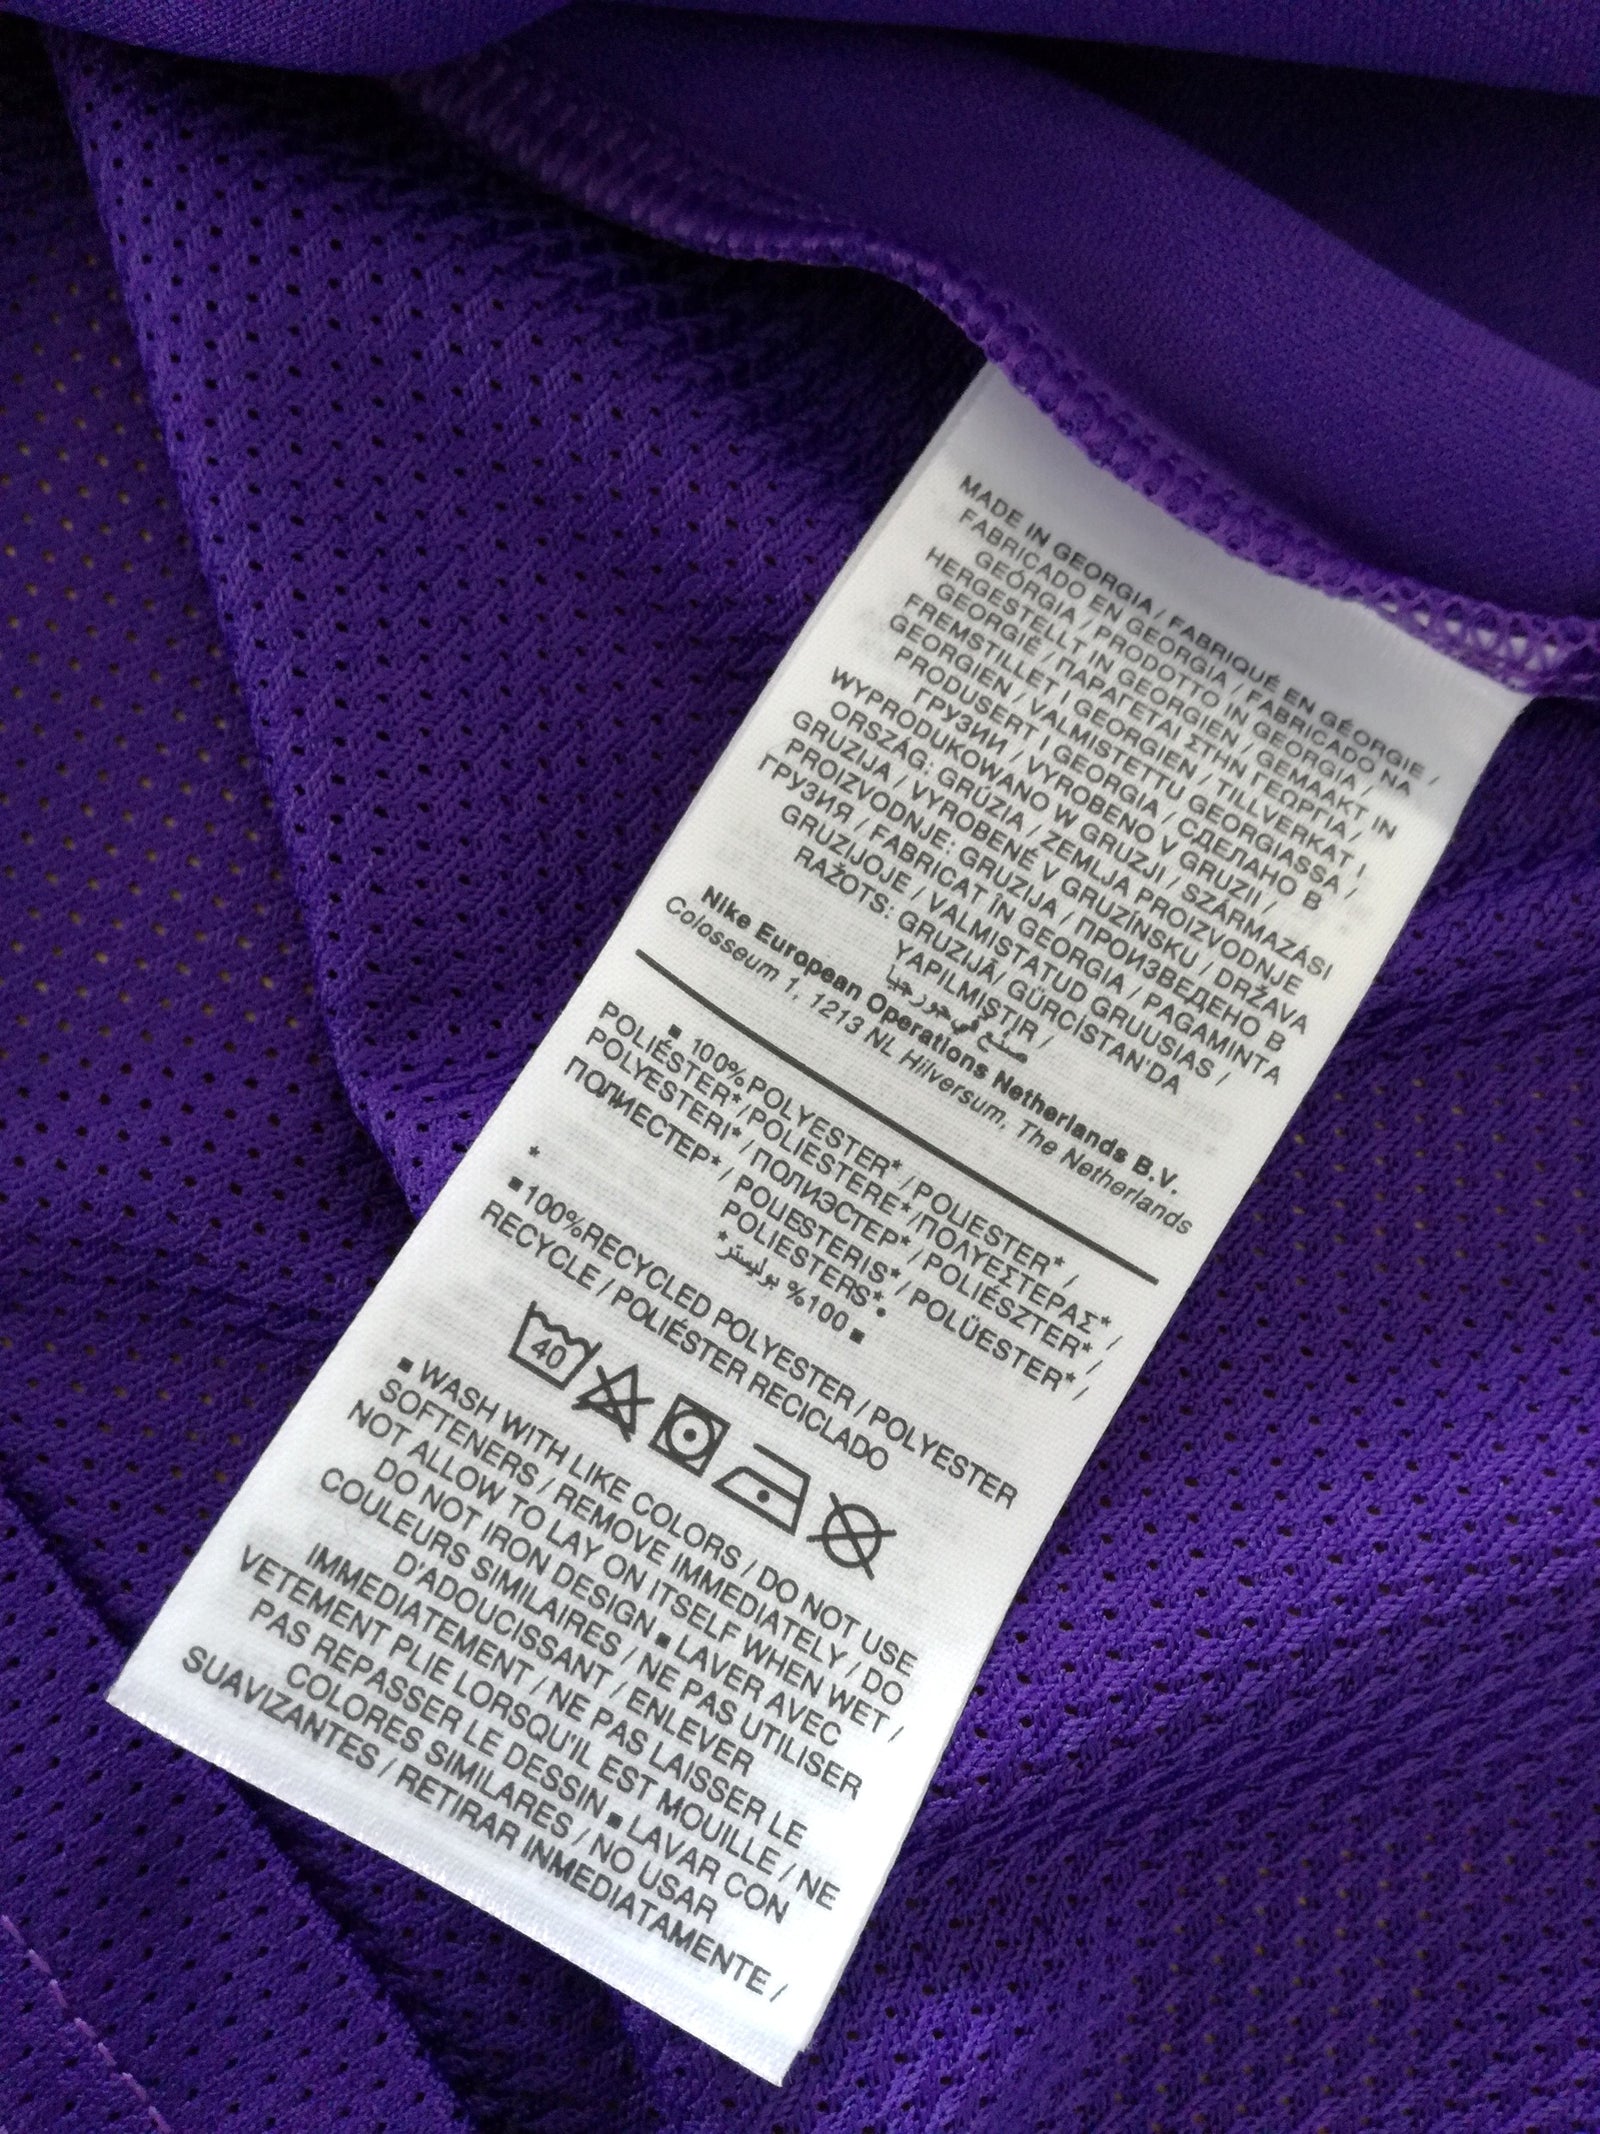 MADE IN GEORGIA / FABRIQUÉ EN GÉORGIE /
FABRICADO EN GEORGIA / FABRICADO NA
GEÓRGIA / PRODOTTO IN GEORGIA /
HERGESTELLT IN GEORGIEN / GEMAAKT IN
GEORGIË / ΠΑΡΑΓΕΤΑΙ ΣΤΗΝ ΓΕΩΡΓΙΑ /
FREMSTILLET I GEORGIEN / TILLVERKAT I
GEORGIEN / VALMISTETTU GEORGIASSA /
PRODUSERT I GEORGIA / СДЕЛАНО В
ГРУЗИИ / VYROBENO V GRUZII /
WYPRODUKOWANO W GRUZJI / SZÁRMAZÁSI
ORSZÁG: GRÚZIA / ZEMLJA PROIZVODNJE
GRUZIJA / VYROBENÉ V GRUZÍNSKU / DRŽAVA
PROIZVODNJE: GRUZIJA / ПРОИЗВЕДЕНО В
ГРУЗИЯ / FABRICAT ÎN GEORGIA / PAGAMINTA
GRUZIJOJE / VALMISTATUD GRUUSIAS /
RAŽOTS: GRUZIJĀ / GÜRCİSTAN'DA
YAPILMIŞTIR /
صنع في جورجيا
Nike European Operations Netherlands B.V.
Colosseum 1, 1213 NL Hilversum, The Netherlands
▪ 100% POLYESTER* / POLIESTER* /
POLIÉSTER*/POLIESTERE*/ΠΟΛΥΕΣΤΕΡΑΣ* /
POLYESTERI* / ПОЛИЭСТЕР* / POLIÉSZTER* /
ПОЛИЕСТЕР* / POLIESTERIS* / POLÜESTER* /
POLIESTERS*•
▪ 100% بوليستر*
*
▪100%RECYCLED POLYESTER / POLYESTER
RECYCLE / POLIÉSTER RECICLADO
40
▪ WASH WITH LIKE COLORS / DO NOT USE
SOFTENERS / REMOVE IMMEDIATELY / DO
NOT ALLOW TO LAY ON ITSELF WHEN WET /
DO NOT IRON DESIGN ▪ LAVER AVEC
COULEURS SIMILAIRES / NE PAS UTILISER
D'ADOUCISSANT / ENLEVER
IMMEDIATEMENT / NE PAS LAISSER LE
VETEMENT PLIE LORSQU'IL EST MOUILLE / NE
PAS REPASSER LE DESSIN ▪ LAVAR CON
COLORES SIMILARES / NO USAR
SUAVIZANTES / RETIRAR INMEDIATAMENTE /